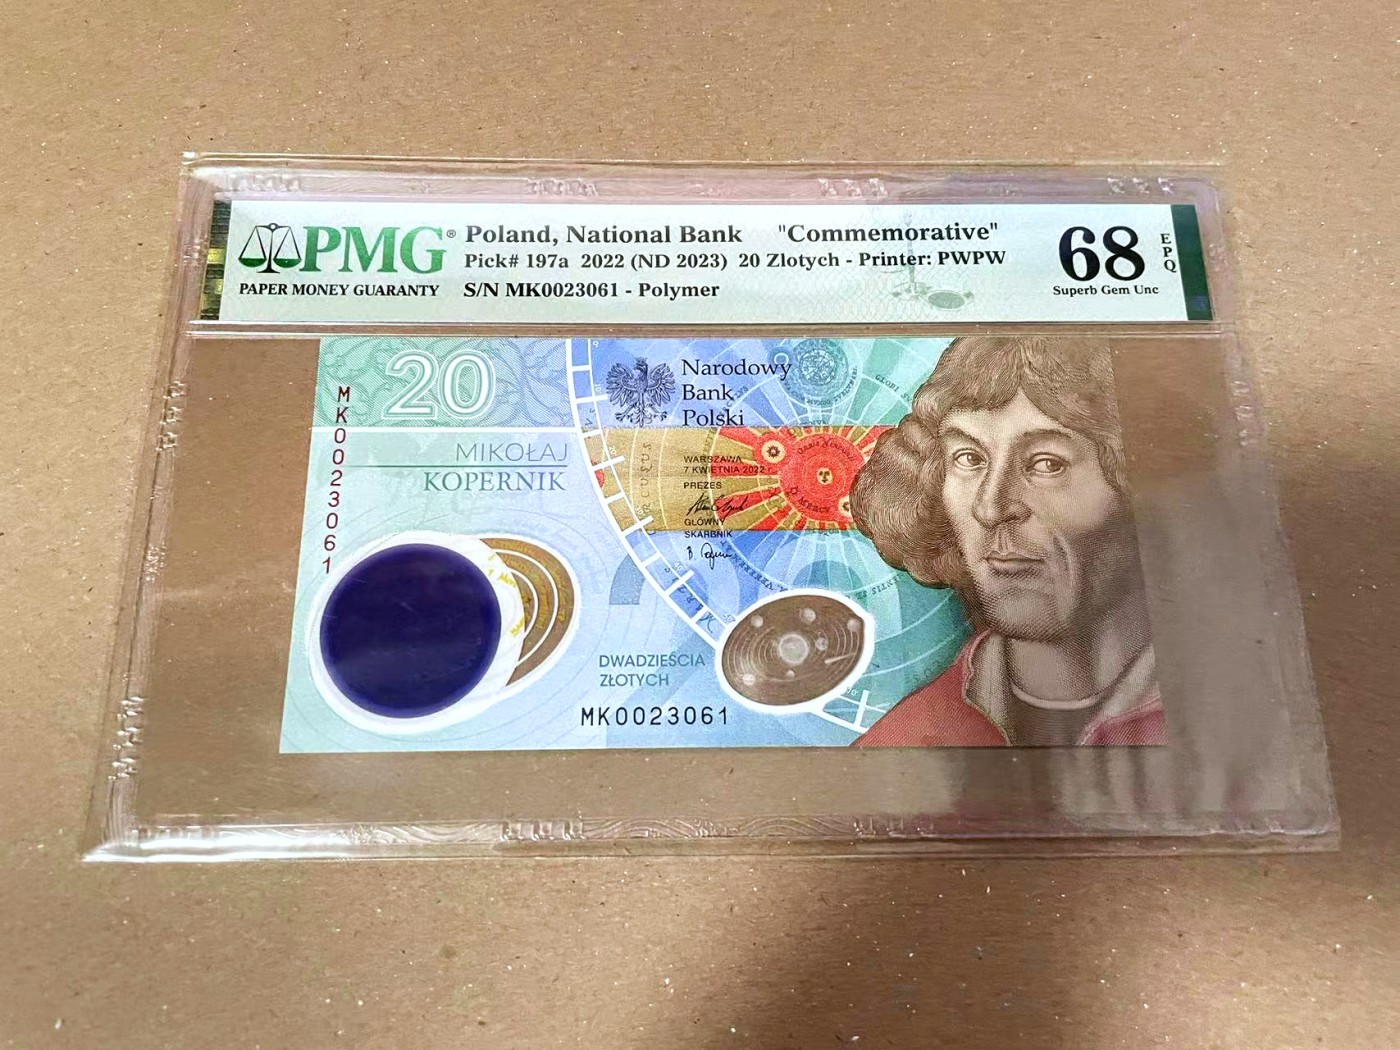 PMG® Poland, National Bank "Commemorative" 68 EPQ
Pick# 197a 2022 (ND 2023) 20 Zlotych - Printer: PWPW
PAPER MONEY GUARANTY S/N MK0023061 - Polymer Superb Gem Unc
20
Narodowy
Bank
Polski
MK0023061
MIKOŁAJ
KOPERNIK
WARSZAWA
7 KWIETNIA 2022 r.
PREZES
GŁÓWNY
SKARBNIK
DWADZIEŚCIA
ZŁOTYCH
MK0023061